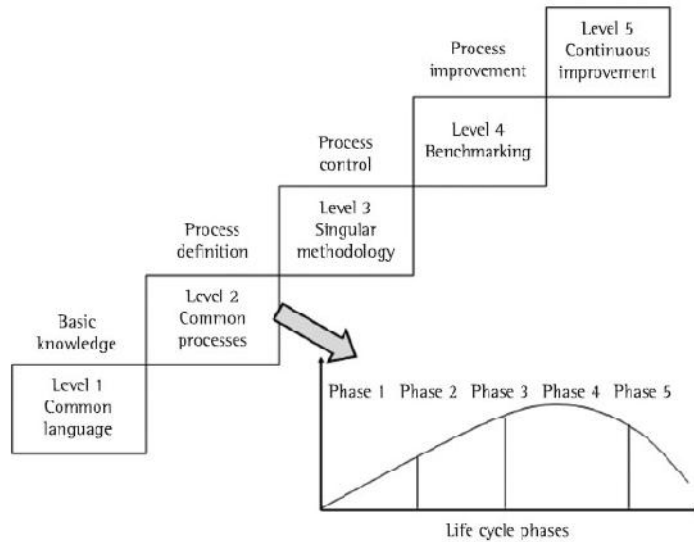 Level 5
Continuous
improvement
Process
improvement
Level 4
Benchmarking
Process
control
Level 3
Singular
methodology
Process
definition
Level 2
Common
processes
Basic
knowledge
Level 1
Common
language
Phase 1 Phase 2 Phase 3 Phase 4 Phase 5
Life cycle phases